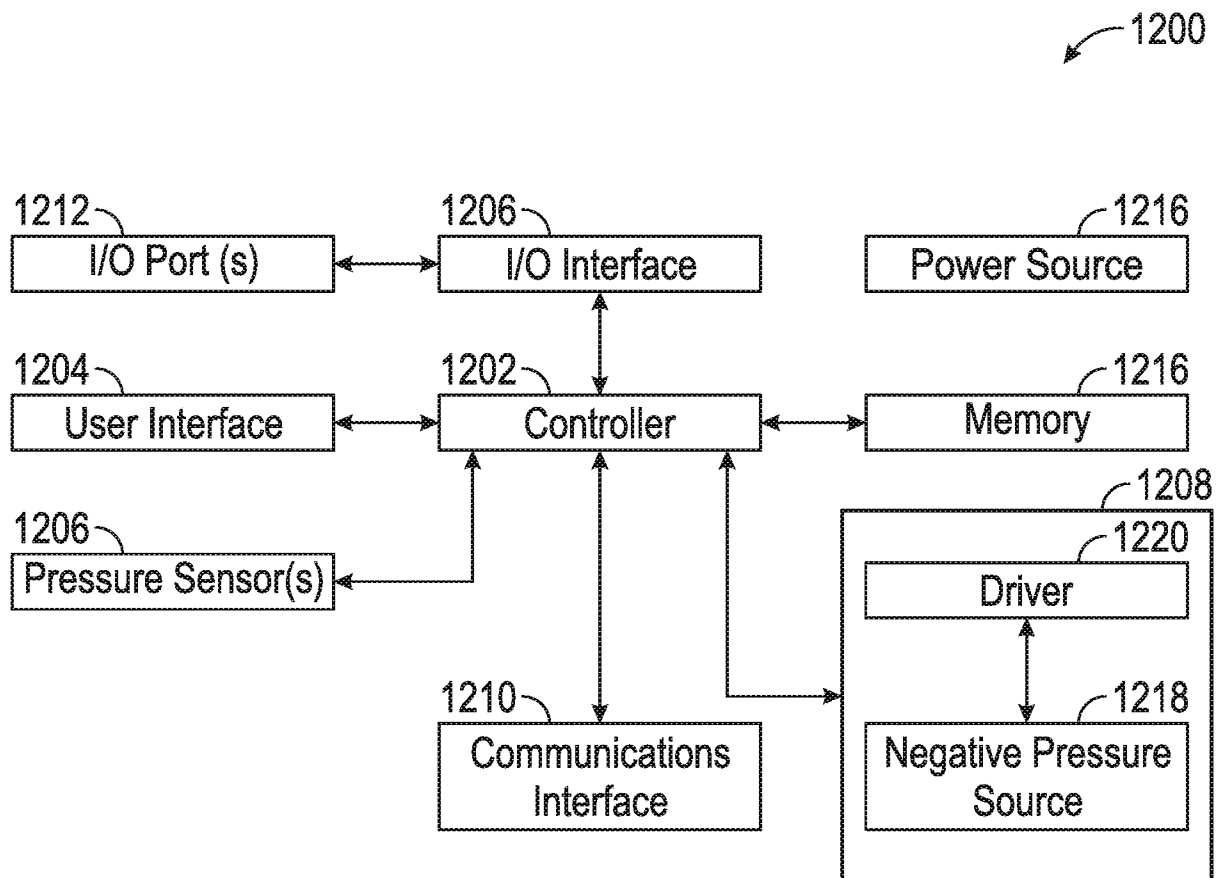 1200
1212
I/O Port (s)
1206
I/O Interface
1216
Power Source
1204
User Interface
1202
Controller
1216
Memory
1206
Pressure Sensor(s)
1208
1220
Driver
1210
Communications
Interface
1218
Negative Pressure
Source